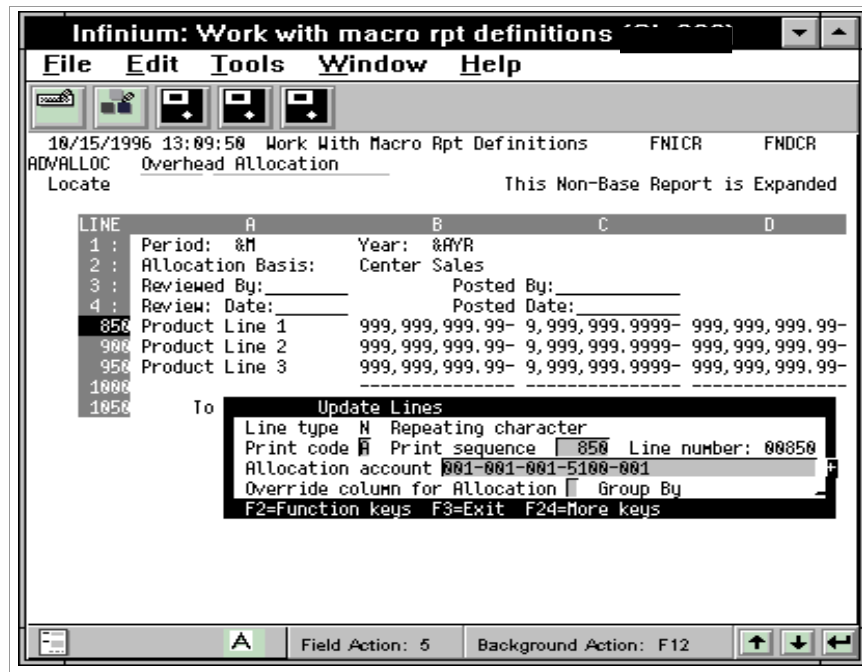 Infinium: Work with macro rpt definitions
File Edit Tools Window Help
10/15/1996 13:09:50 Work With Macro Rpt Definitions FNICR FNDCR
ADVALLOC Overhead Allocation
Locate This Non-Base Report is Expanded
LINE A B C D
1 : Period: &M Year: &AYR
2 : Allocation Basis: Center Sales
3 : Reviewed By:________ Posted By:____________
4 : Review: Date:_______ Posted Date:__________
850 Product Line 1 999,999,999.99- 9,999,999.9999- 999,999,999.99-
900 Product Line 2 999,999,999.99- 9,999,999.9999- 999,999,999.99-
950 Product Line 3 999,999,999.99- 9,999,999.9999- 999,999,999.99-
1000 --------------- --------------- ---------------
1050 To
Update Lines
Line type N Repeating character
Print code A Print sequence 850 Line number: 00850
Allocation account 001-001-001-5100-001 +
Override column for Allocation Group By
F2=Function keys F3=Exit F24=More keys
A Field Action: 5 Background Action: F12